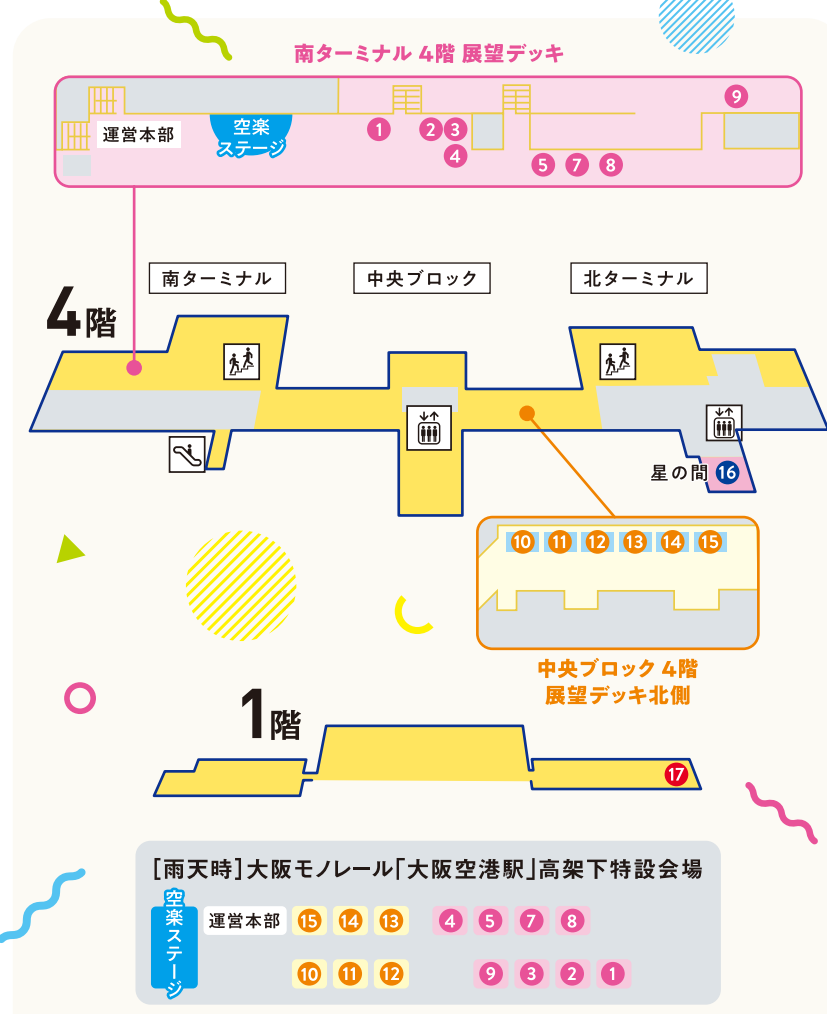 南ターミナル 4階 展望デッキ
9
運営本部
空楽
ステージ
1
2 3
4
5 7 8
南ターミナル
中央ブロック
北ターミナル
4階
星の間 16
10 11 12 13 14 15
中央ブロック 4階
展望デッキ北側
1階
17
[雨天時]大阪モノレール「大阪空港駅」高架下特設会場
空楽ステージ
運営本部 15 14 13 4 5 7 8
10 11 12 9 3 2 1